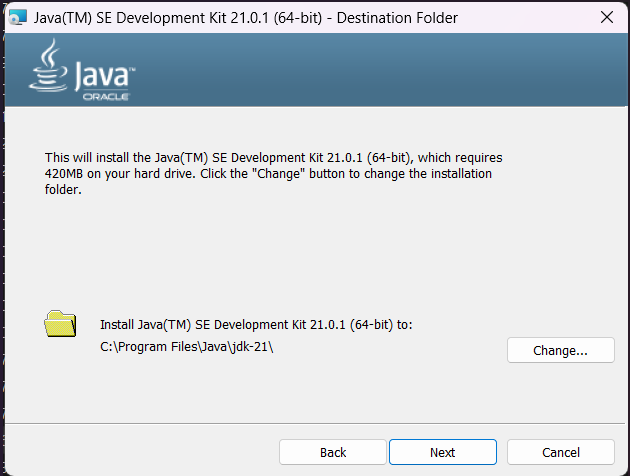 Java(TM) SE Development Kit 21.0.1 (64-bit) - Destination Folder
Java™
ORACLE
This will install the Java(TM) SE Development Kit 21.0.1 (64-bit), which requires
420MB on your hard drive. Click the "Change" button to change the installation
folder.
Install Java(TM) SE Development Kit 21.0.1 (64-bit) to:
C:\Program Files\Java\jdk-21\
Change...
Back
Next
Cancel